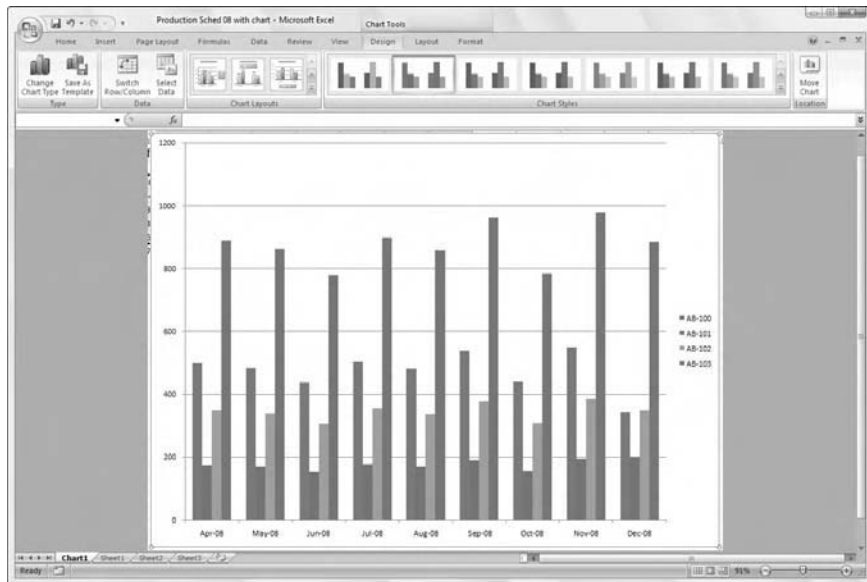 Production Sched 08 with chart - Microsoft Excel
Chart Tools
Home Insert Page Layout Formulas Data Review View Design Layout Format
Change Chart Type
Save As Template
Switch Row/Column
Select Data
Move Chart
Type
Data
Chart Layouts
Chart Styles
Location
fx
1200
1000
800
600
400
200
0
AB-100
AB-101
AB-102
AB-103
Apr-08 May-08 Jun-08 Jul-08 Aug-08 Sep-08 Oct-08 Nov-08 Dec-08
Chart1 Sheet1 Sheet2 Sheet3
Ready
91%